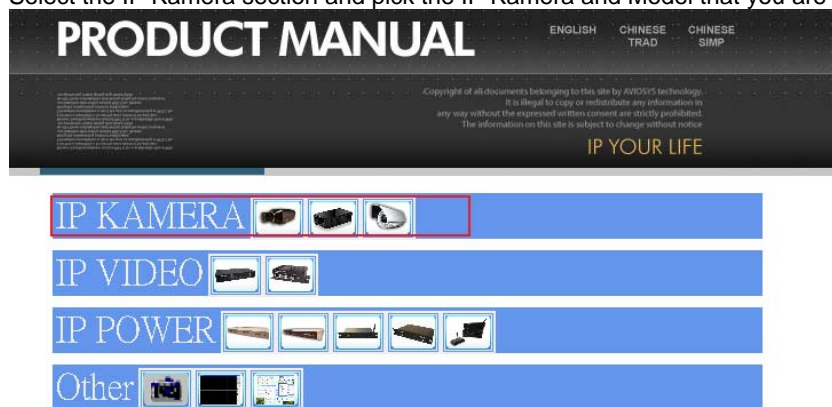 Select the IP Kamera section and pick the IP Kamera and Model that you are
PRODUCT MANUAL
ENGLISH CHINESE TRAD CHINESE SIMP
Copyright of all documents belonging to this site by AVIOSYS technology.
It is illegal to copy or redistribute any information in
any way without the expressed written consent are strictly prohibited.
The information on this site is subject to change without notice
IP YOUR LIFE
IP KAMERA
IP VIDEO
IP POWER
Other